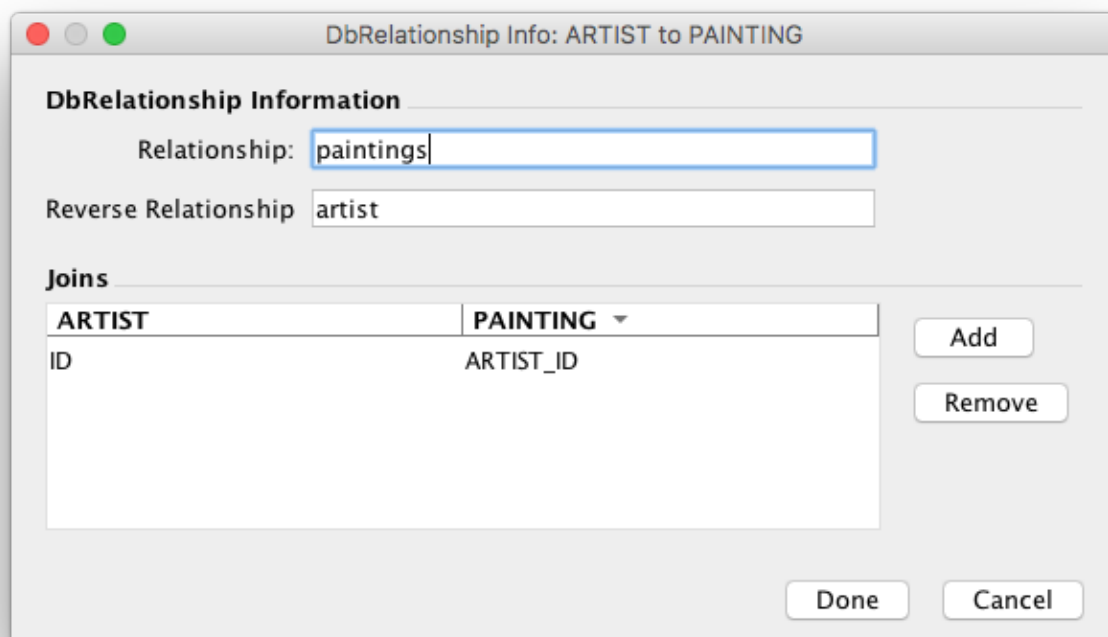 DbRelationship Info: ARTIST to PAINTING
DbRelationship Information
Relationship: paintings
Reverse Relationship artist
Joins
ARTIST PAINTING
ID ARTIST_ID
Add
Remove
Done Cancel